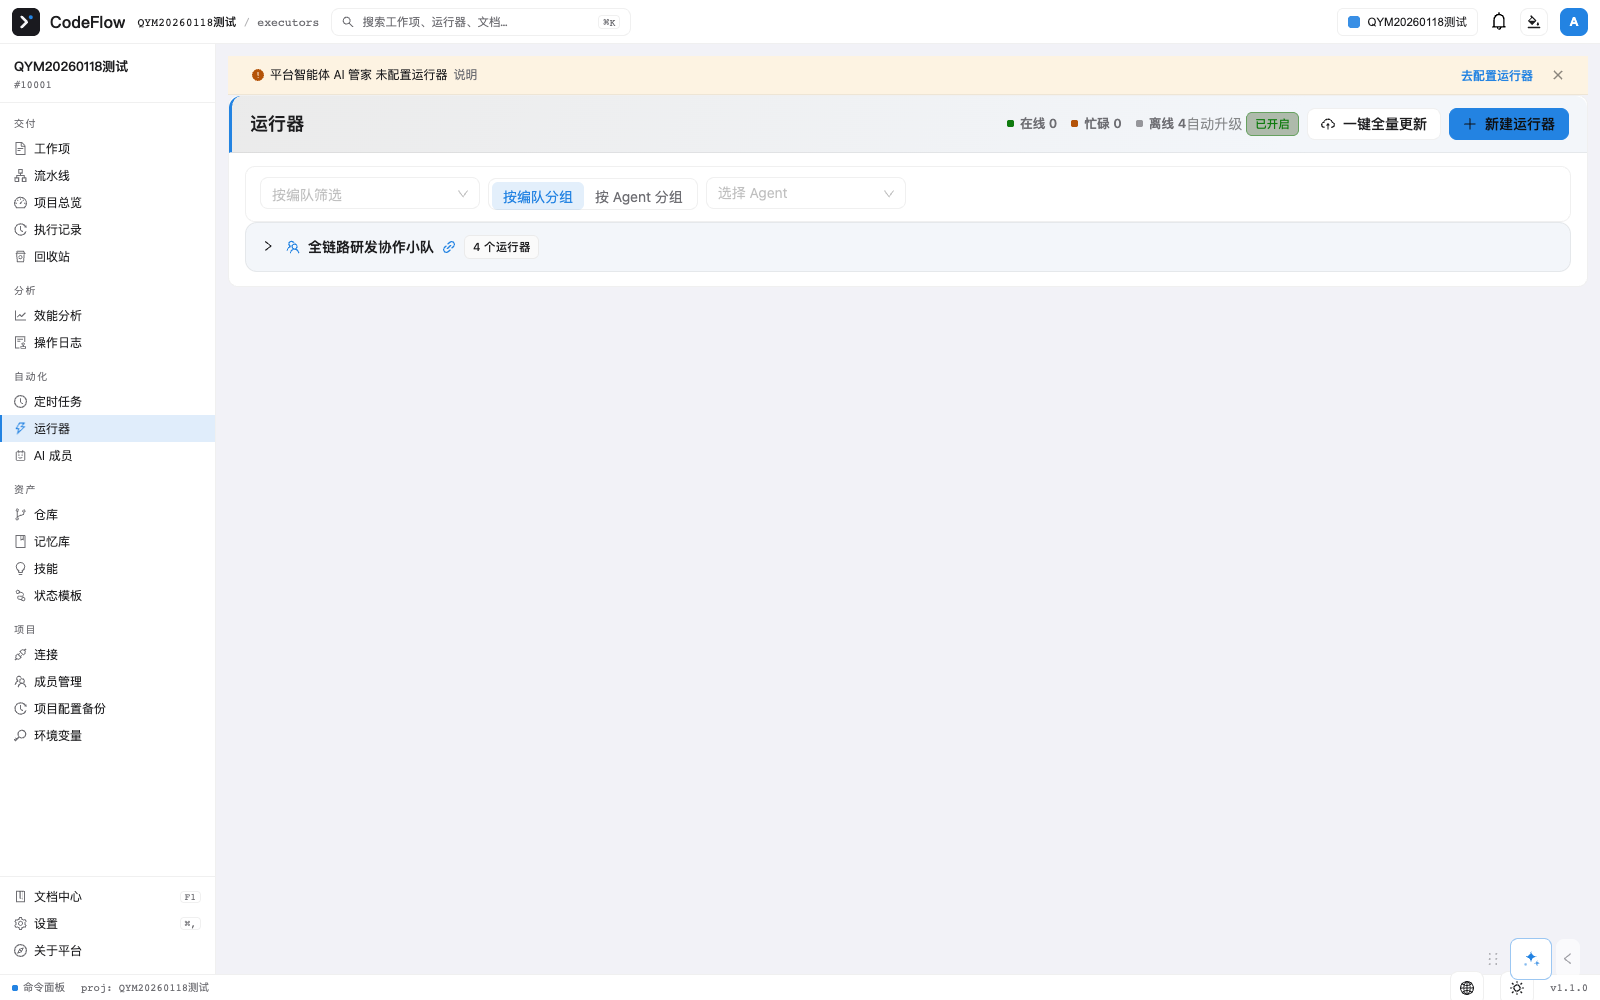 CodeFlow QYM20260118测试 / executors 搜索工作项、运行器、文档... ⌘K QYM20260118测试 A
QYM20260118测试
#10001
交付
工作项
流水线
项目总览
执行记录
回收站
分析
效能分析
操作日志
自动化
定时任务
运行器
AI 成员
资产
仓库
记忆库
技能
状态模板
项目
连接
成员管理
项目配置备份
环境变量
文档中心 F1
设置 ⌘,
关于平台
平台智能体 AI 管家 未配置运行器 说明 去配置运行器
运行器 在线 0 忙碌 0 离线 4 自动升级 已开启 一键全量更新 新建运行器
按编队筛选 按编队分组 按 Agent 分组 选择 Agent
全链路研发协作小队 4 个运行器
命令面板 proj: QYM20260118测试 v1.1.0